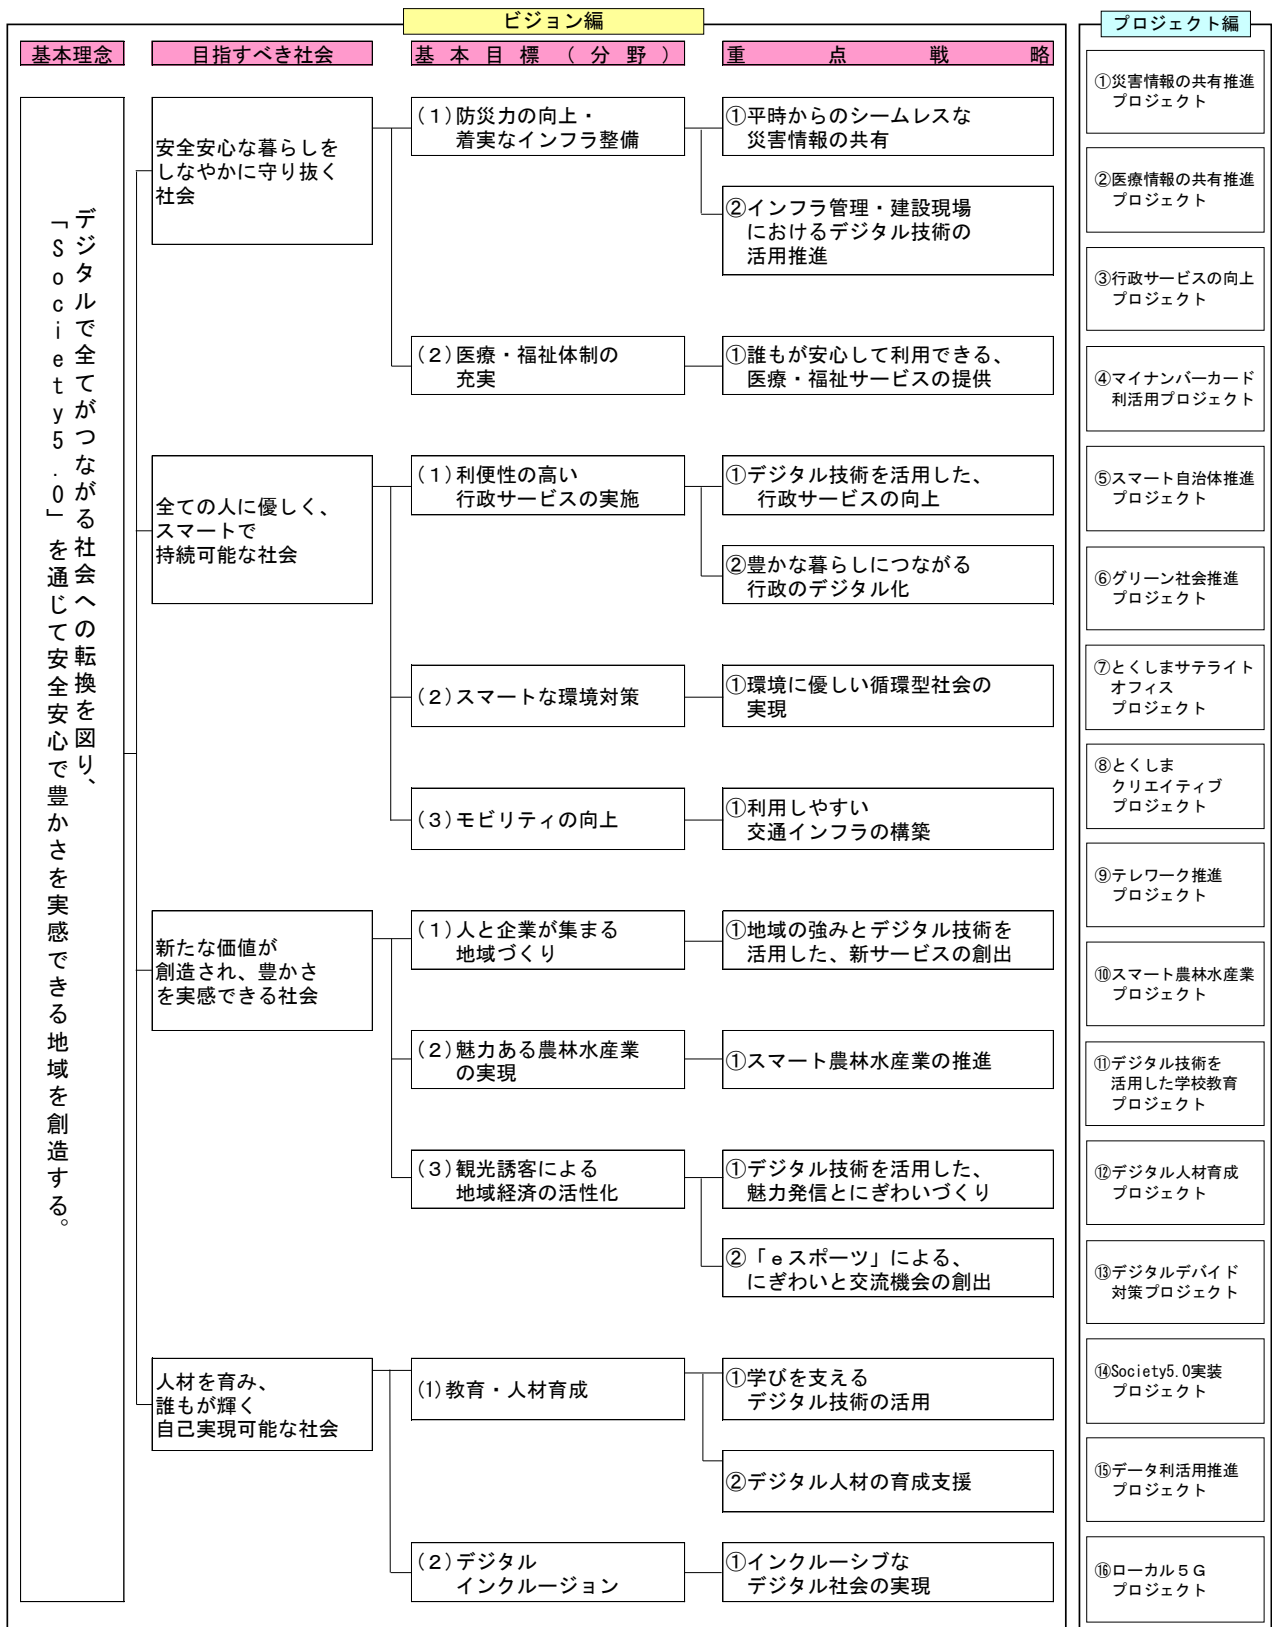 ビジョン編
基本理念
目指すべき社会
基本目標（分野）
重点戦略
デジタルで全てがつながる社会への転換を図り、
「Society5.0」を通じて安全安心で豊かさを実感できる地域を創造する。
安全安心な暮らしを
しなやかに守り抜く
社会
(1)防災力の向上・
着実なインフラ整備
①平時からのシームレスな
災害情報の共有
②インフラ管理・建設現場
におけるデジタル技術の
活用推進
(2)医療・福祉体制の
充実
①誰もが安心して利用できる、
医療・福祉サービスの提供
全ての人に優しく、
スマートで
持続可能な社会
(1)利便性の高い
行政サービスの実施
①デジタル技術を活用した、
行政サービスの向上
②豊かな暮らしにつながる
行政のデジタル化
(2)スマートな環境対策
①環境に優しい循環型社会の
実現
(3)モビリティの向上
①利用しやすい
交通インフラの構築
新たな価値が
創造され、豊かさ
を実感できる社会
(1)人と企業が集まる
地域づくり
①地域の強みとデジタル技術を
活用した、新サービスの創出
(2)魅力ある農林水産業
の実現
①スマート農林水産業の推進
(3)観光誘客による
地域経済の活性化
①デジタル技術を活用した、
魅力発信とにぎわいづくり
②「eスポーツ」による、
にぎわいと交流機会の創出
人材を育み、
誰もが輝く
自己実現可能な社会
(1)教育・人材育成
①学びを支える
デジタル技術の活用
②デジタル人材の育成支援
(2)デジタル
インクルージョン
①インクルーシブな
デジタル社会の実現
プロジェクト編
①災害情報の共有推進
プロジェクト
②医療情報の共有推進
プロジェクト
③行政サービスの向上
プロジェクト
④マイナンバーカード
利活用プロジェクト
⑤スマート自治体推進
プロジェクト
⑥グリーン社会推進
プロジェクト
⑦とくしまサテライト
オフィス
プロジェクト
⑧とくしま
クリエイティブ
プロジェクト
⑨テレワーク推進
プロジェクト
⑩スマート農林水産業
プロジェクト
⑪デジタル技術を
活用した学校教育
プロジェクト
⑫デジタル人材育成
プロジェクト
⑬デジタルデバイド
対策プロジェクト
⑭Society5.0実装
プロジェクト
⑮データ利活用推進
プロジェクト
⑯ローカル5G
プロジェクト